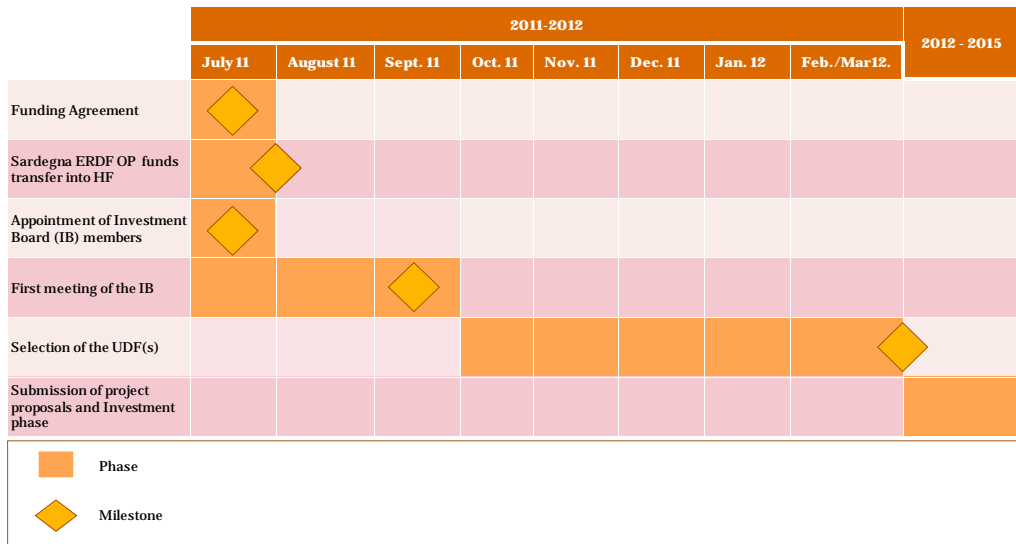 2011-2012
2012 - 2015
July 11
August 11
Sept. 11
Oct. 11
Nov. 11
Dec. 11
Jan. 12
Feb./Mar12.
Funding Agreement
Sardegna ERDF OP funds
transfer into HF
Appointment of Investment
Board (IB) members
First meeting of the IB
Selection of the UDF(s)
Submission of project
proposals and Investment
phase
Phase
Milestone